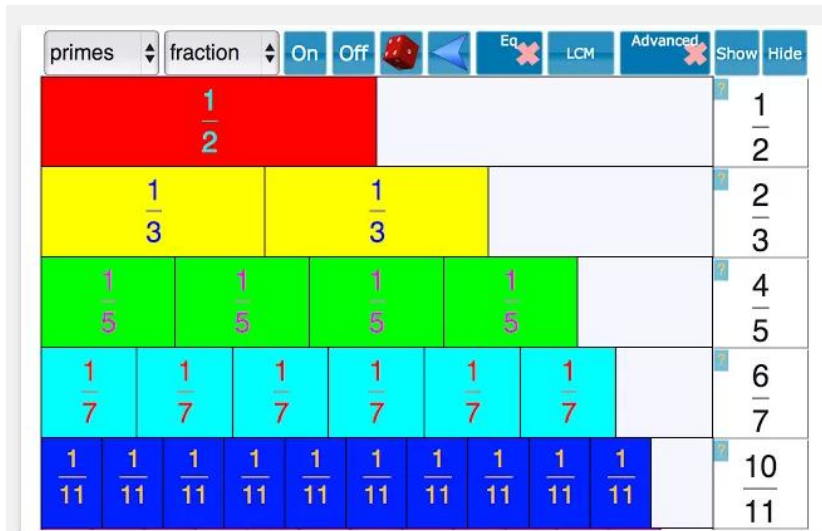 primes fraction On Off Eq LCM Advanced Show Hide
1/2 ? 1/2
1/3 1/3 ? 2/3
1/5 1/5 1/5 1/5 ? 4/5
1/7 1/7 1/7 1/7 1/7 1/7 ? 6/7
1/11 1/11 1/11 1/11 1/11 1/11 1/11 1/11 1/11 1/11 ? 10/11